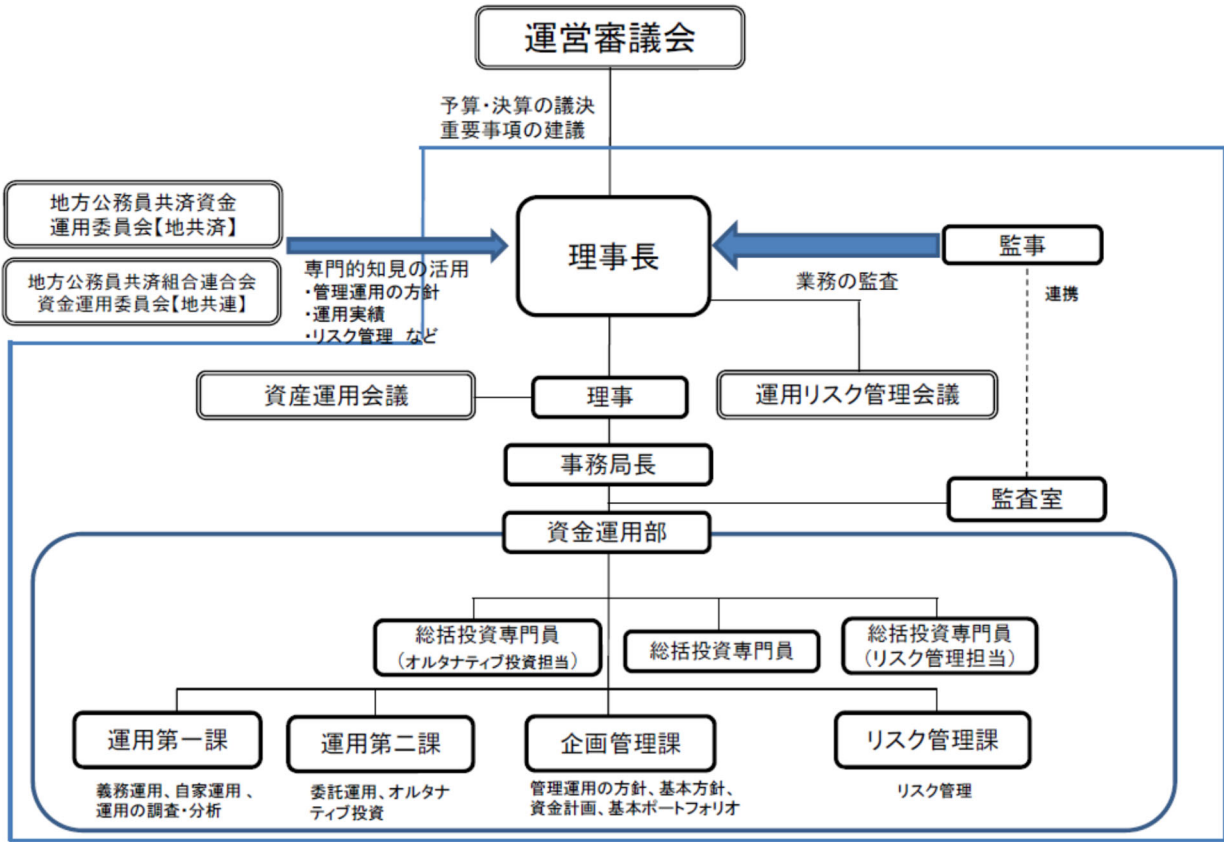 運営審議会
予算・決算の議決
重要事項の建議
地方公務員共済資金
運用委員会【地共済】
地方公務員共済組合連合会
資金運用委員会【地共連】
専門的知見の活用
・管理運用の方針
・運用実績
・リスク管理 など
理事長
業務の監査
監事
連携
資産運用会議
理事
運用リスク管理会議
事務局長
監査室
資金運用部
総括投資専門員
(オルタナティブ投資担当)
総括投資専門員
総括投資専門員
(リスク管理担当)
運用第一課
運用第二課
企画管理課
リスク管理課
義務運用、自家運用、
運用の調査・分析
委託運用、オルタナ
ティブ投資
管理運用の方針、基本方針、
資金計画、基本ポートフォリオ
リスク管理